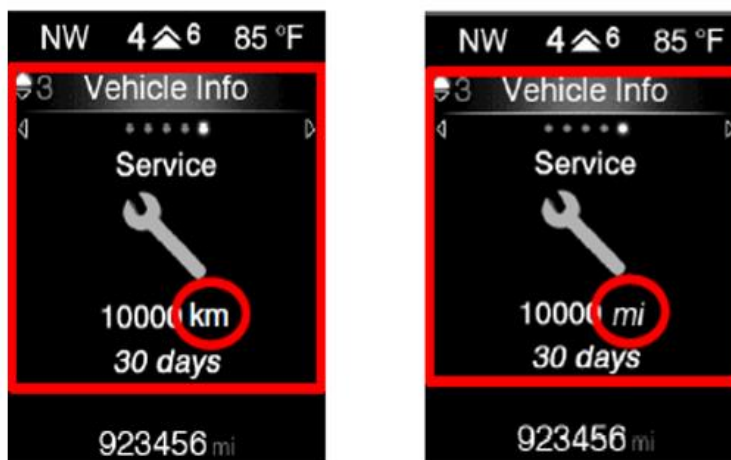 NW 4 6 85 °F
3 Vehicle Info
Service
10000 km
30 days
923456 mi
NW 4 6 85 °F
3 Vehicle Info
Service
10000 mi
30 days
923456 mi